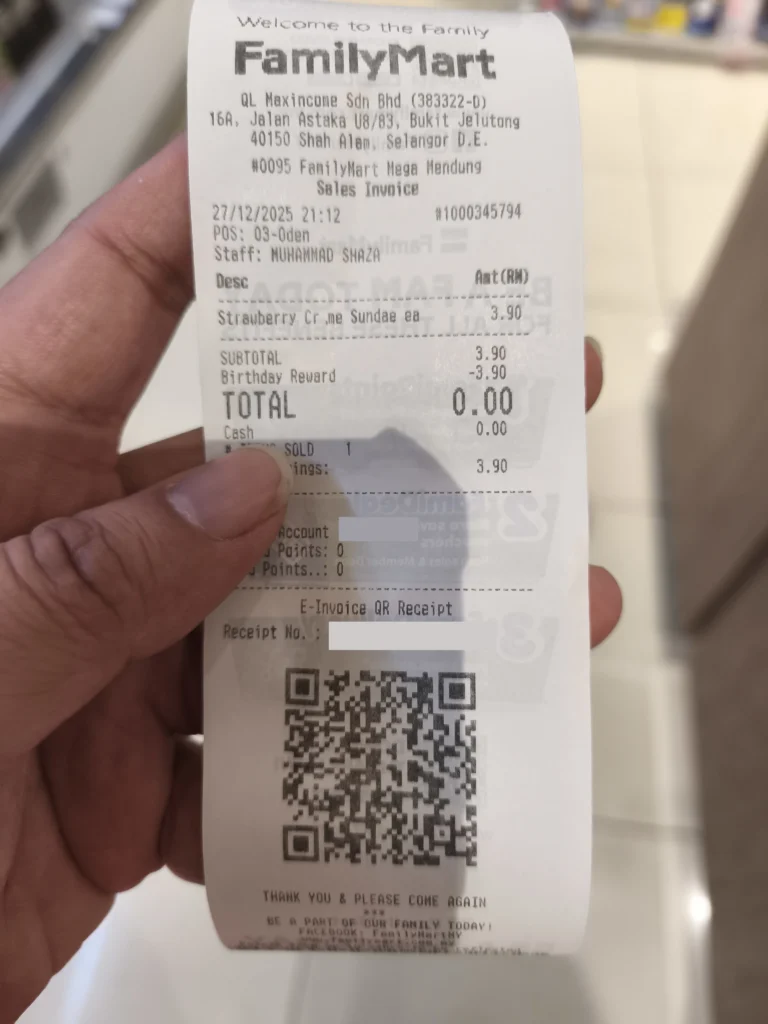 Welcome to the Family
FamilyMart
QL Maxincome Sdn Bhd (383322-D)
16A, Jalan Astaka U8/83, Bukit Jelutong
40150 Shah Alam, Selangor D.E.
#0095 FamilyMart Mega Mendung
Sales Invoice
27/12/2025 21:12 #1000345794
POS: 03-Oden
Staff: MUHAMMAD SHAZA
Desc Amt(RM)
Strawberry Cr me Sundae ea 3.90
SUBTOTAL 3.90
Birthday Reward -3.90
TOTAL 0.00
Cash 0.00
# SOLD 1
ings: 3.90
Account
Points: 0
Points..: 0
E-Invoice QR Receipt
Receipt No. :
THANK YOU & PLEASE COME AGAIN
***
BE A PART OF OUR FAMILY TODAY!
FACEBOOK: FamilyMartMY